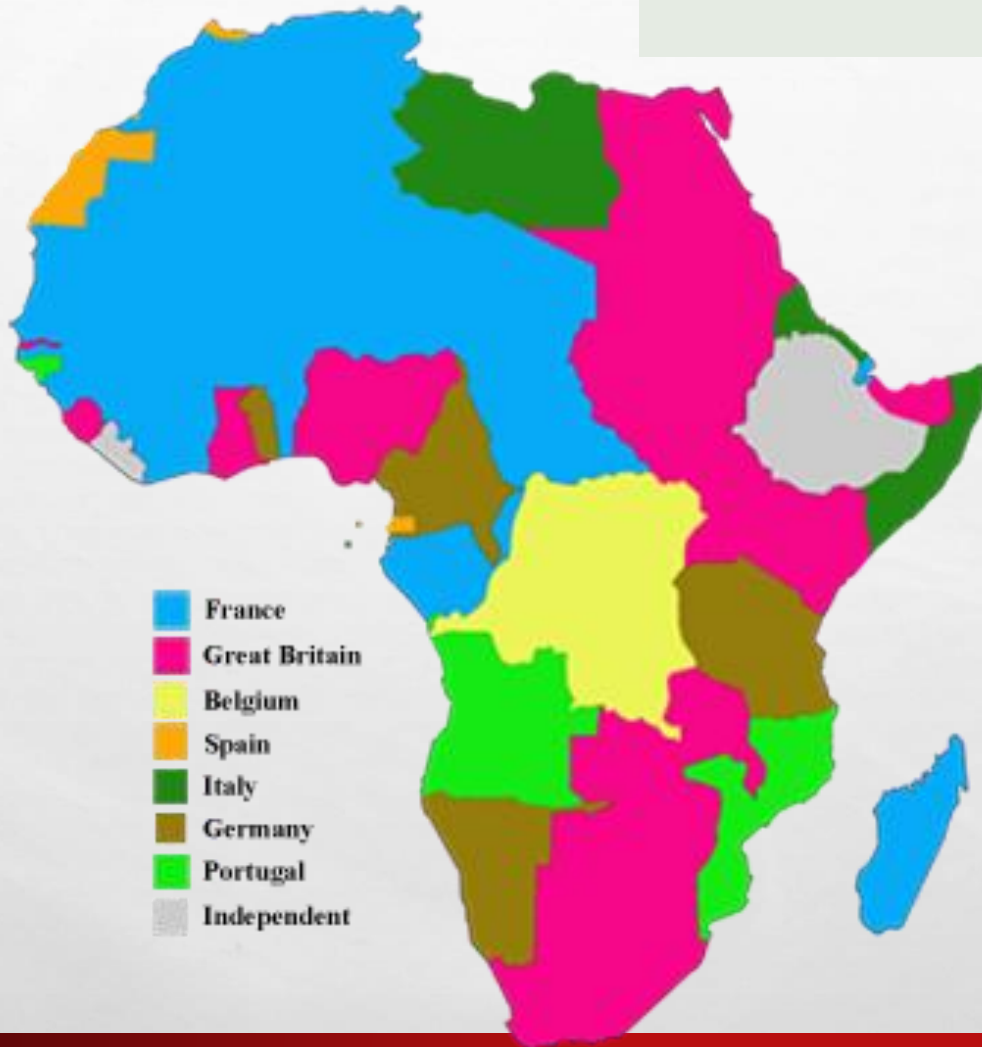 France
Great Britain
Belgium
Spain
Italy
Germany
Portugal
Independent